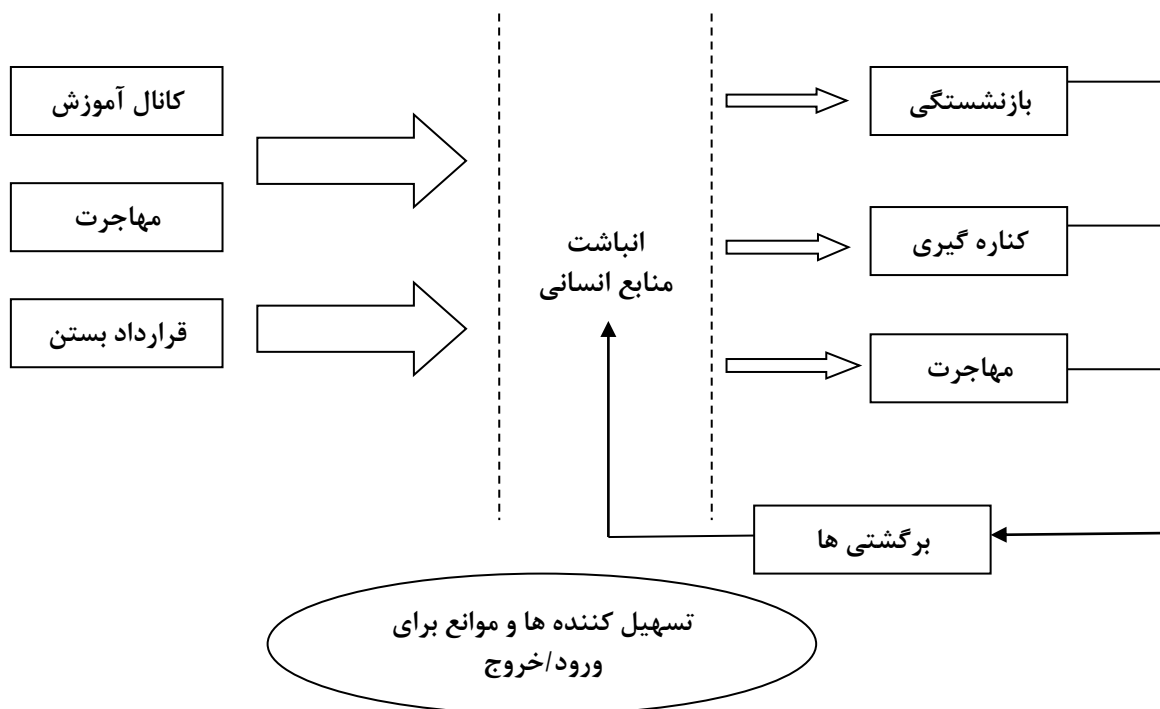 کانال آموزش
مهاجرت
قرارداد بستن
انباشت
منابع انسانی
بازنشستگی
کناره گیری
مهاجرت
برگشتی ها
تسهیل کننده ها و موانع برای
ورود/خروج